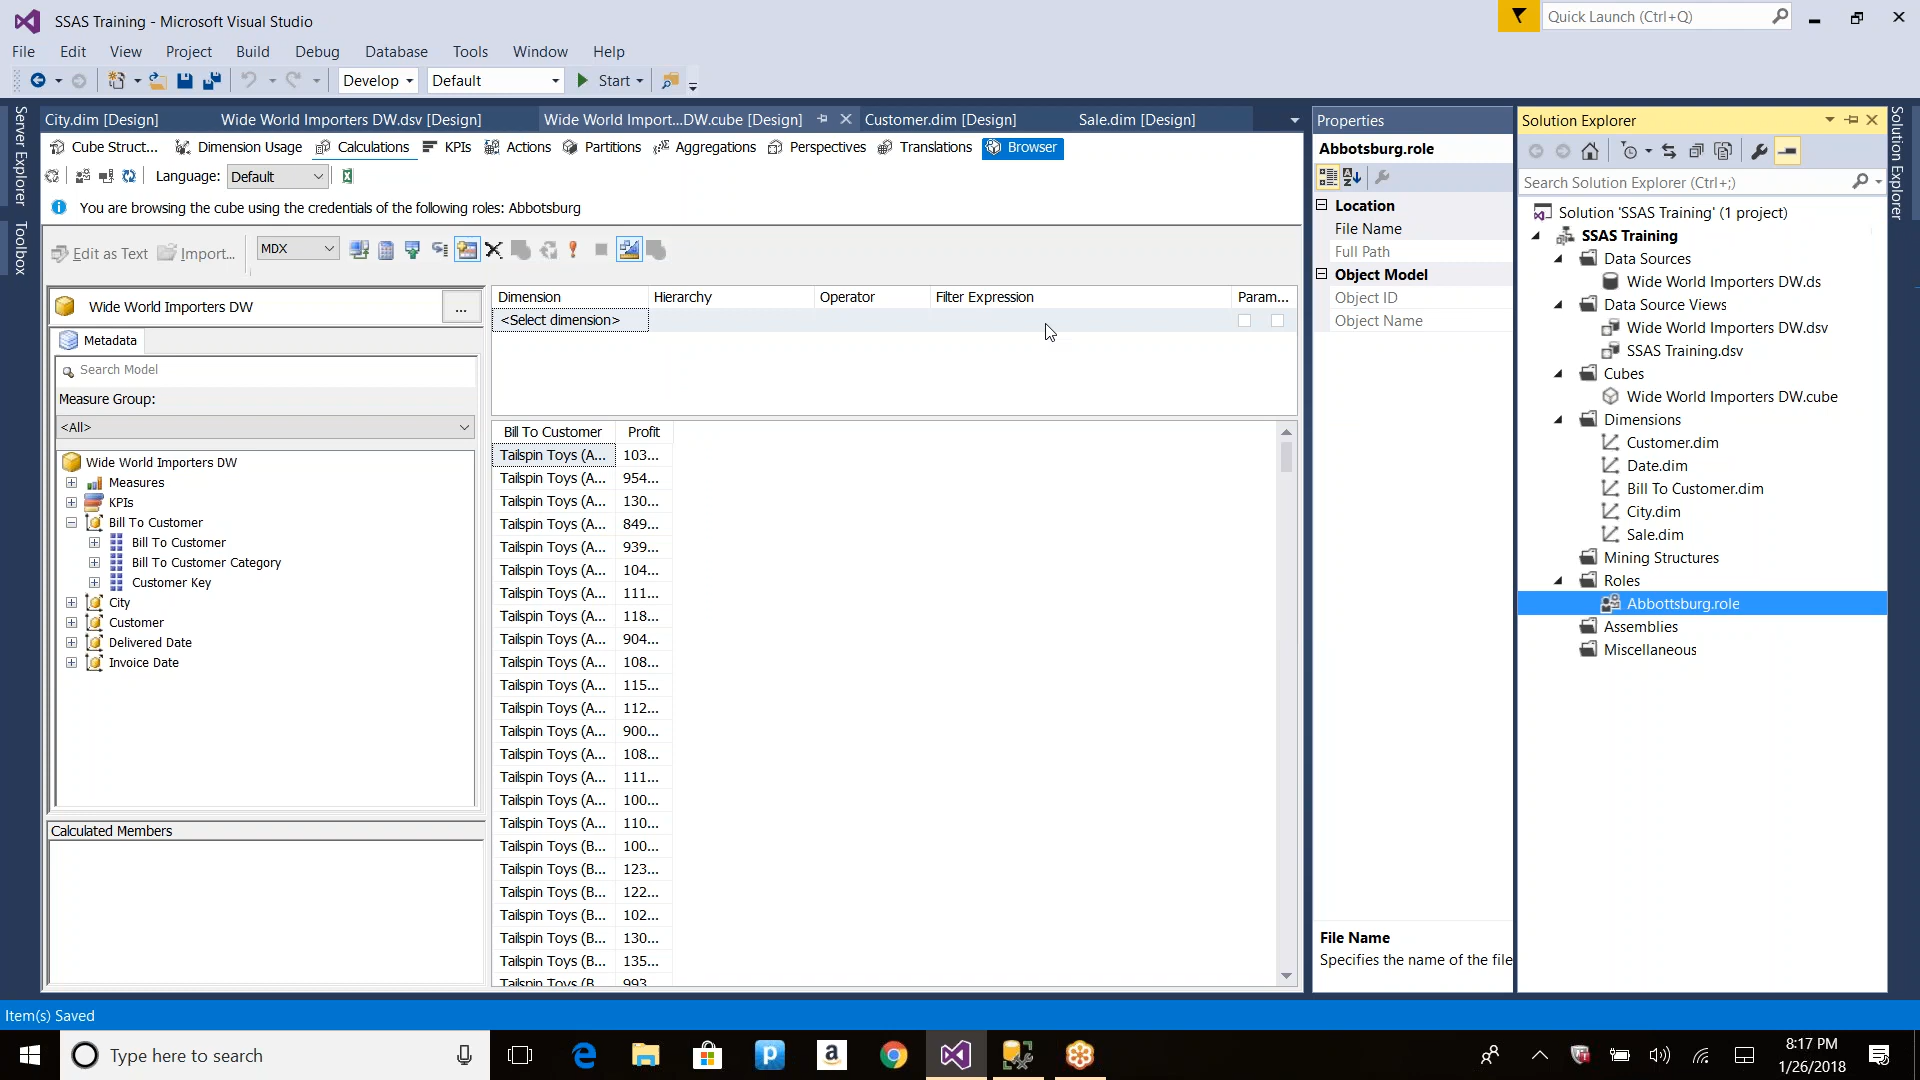 SSAS Training - Microsoft Visual Studio
Quick Launch (Ctrl+Q)
File Edit View Project Build Debug Database Tools Window Help
Develop Default Start
Server Explorer
Toolbox
City.dim [Design] Wide World Importers DW.dsv [Design] Wide World Import...DW.cube [Design] Customer.dim [Design] Sale.dim [Design]
Cube Struct... Dimension Usage Calculations KPIs Actions Partitions Aggregations Perspectives Translations Browser
Language: Default
You are browsing the cube using the credentials of the following roles: Abbotsburg
Edit as Text Import... MDX
Wide World Importers DW ...
Metadata
Search Model
Measure Group:
<All>
Wide World Importers DW
Measures
KPIs
Bill To Customer
Bill To Customer
Bill To Customer Category
Customer Key
City
Customer
Delivered Date
Invoice Date
Calculated Members
Dimension Hierarchy Operator Filter Expression Param...
<Select dimension>
Bill To Customer Profit
Tailspin Toys (A... 103...
Tailspin Toys (A... 954...
Tailspin Toys (A... 130...
Tailspin Toys (A... 849...
Tailspin Toys (A... 939...
Tailspin Toys (A... 104...
Tailspin Toys (A... 111...
Tailspin Toys (A... 118...
Tailspin Toys (A... 904...
Tailspin Toys (A... 108...
Tailspin Toys (A... 115...
Tailspin Toys (A... 112...
Tailspin Toys (A... 900...
Tailspin Toys (A... 108...
Tailspin Toys (A... 111...
Tailspin Toys (A... 100...
Tailspin Toys (A... 110...
Tailspin Toys (B... 100...
Tailspin Toys (B... 123...
Tailspin Toys (B... 122...
Tailspin Toys (B... 102...
Tailspin Toys (B... 130...
Tailspin Toys (B... 135...
Tailspin Toys (B... 993...
Properties
Abbotsburg.role
Location
File Name
Full Path
Object Model
Object ID
Object Name
File Name
Specifies the name of the file
Solution Explorer
Search Solution Explorer (Ctrl+;)
Solution 'SSAS Training' (1 project)
SSAS Training
Data Sources
Wide World Importers DW.ds
Data Source Views
Wide World Importers DW.dsv
SSAS Training.dsv
Cubes
Wide World Importers DW.cube
Dimensions
Customer.dim
Date.dim
Bill To Customer.dim
City.dim
Sale.dim
Mining Structures
Roles
Abbottsburg.role
Assemblies
Miscellaneous
Solution Explorer
Item(s) Saved
Type here to search
8:17 PM
1/26/2018